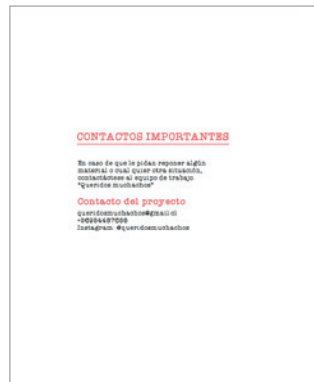 CONTACTOS IMPORTANTES
En caso de que le pidan reponer algún
material o cual quier otra situación,
contáctese al equipo de trabajo
"Queridos muchachos"
Contacto del proyecto
queridosmuchachos@gmail.cl
Instagram @queridosmuchachos